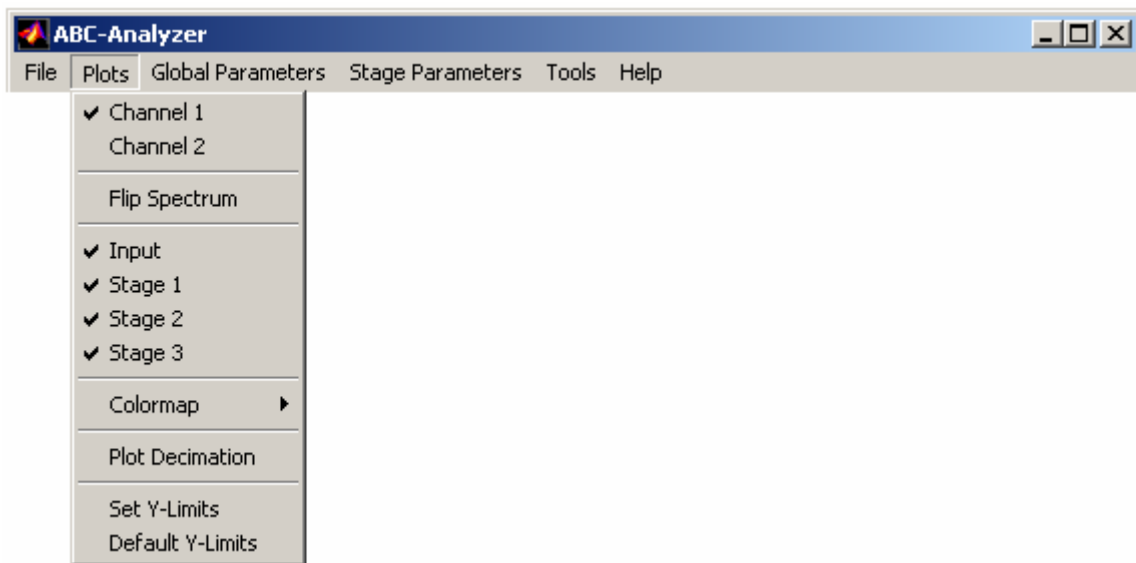 ABC-Analyzer
File Plots Global Parameters Stage Parameters Tools Help
Channel 1
Channel 2
Flip Spectrum
Input
Stage 1
Stage 2
Stage 3
Colormap
Plot Decimation
Set Y-Limits
Default Y-Limits